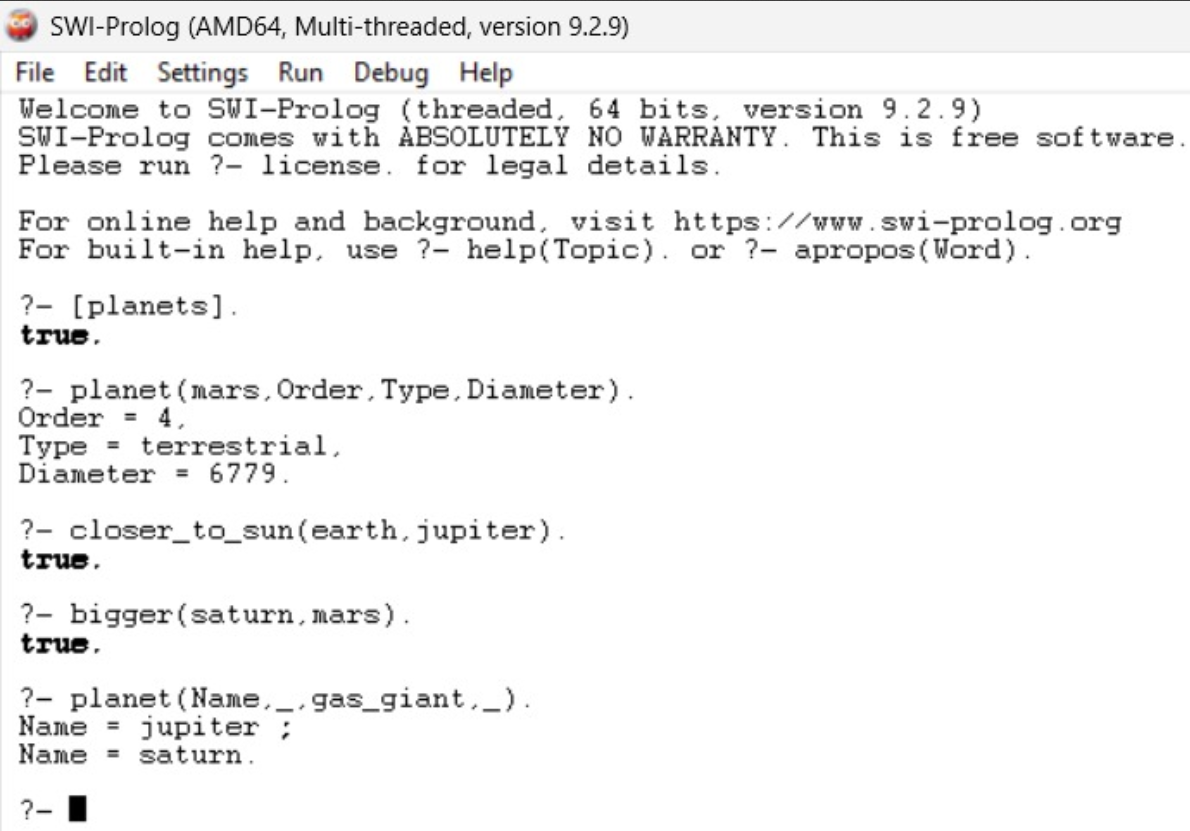 SWI-Prolog (AMD64, Multi-threaded, version 9.2.9)
File Edit Settings Run Debug Help
Welcome to SWI-Prolog (threaded, 64 bits, version 9.2.9)
SWI-Prolog comes with ABSOLUTELY NO WARRANTY. This is free software.
Please run ?- license. for legal details.
For online help and background, visit https://www.swi-prolog.org
For built-in help, use ?- help(Topic). or ?- apropos(Word).
?- [planets].
true.
?- planet(mars,Order,Type,Diameter).
Order = 4,
Type = terrestrial,
Diameter = 6779.
?- closer_to_sun(earth,jupiter).
true.
?- bigger(saturn,mars).
true.
?- planet(Name,_,gas_giant,_).
Name = jupiter ;
Name = saturn.
?-